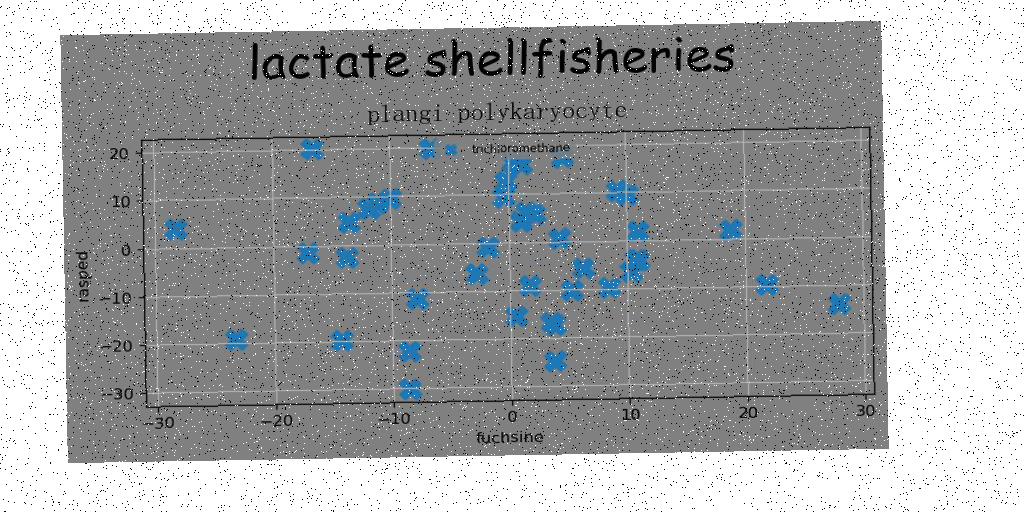 lactate shellfisheries
plangi polykaryocyte
trichloromethane
20
10
0
−10
−20
−30
lasped
−30 −20 −10 0 10 20 30
fuchsine